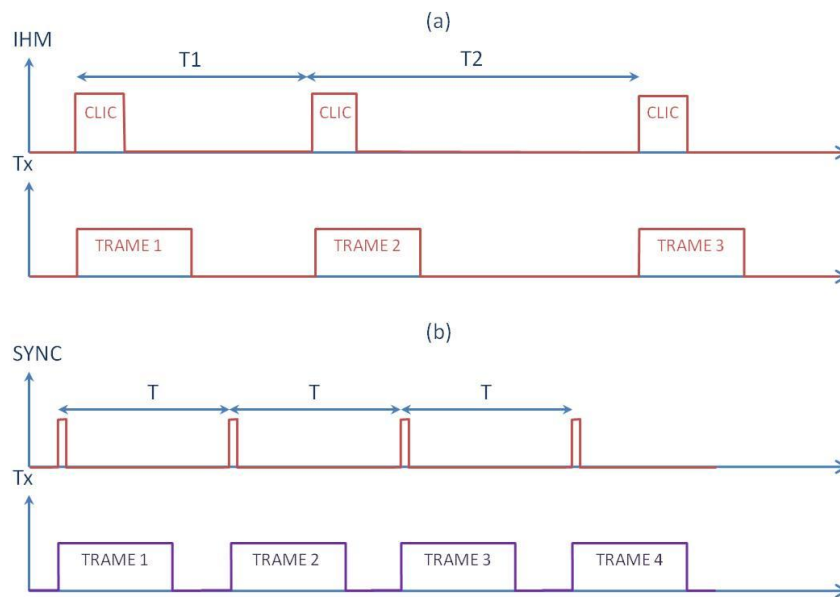 (a)
IHM
T1
T2
CLIC
CLIC
CLIC
Tx
TRAME 1
TRAME 2
TRAME 3
(b)
SYNC
T
T
T
Tx
TRAME 1
TRAME 2
TRAME 3
TRAME 4